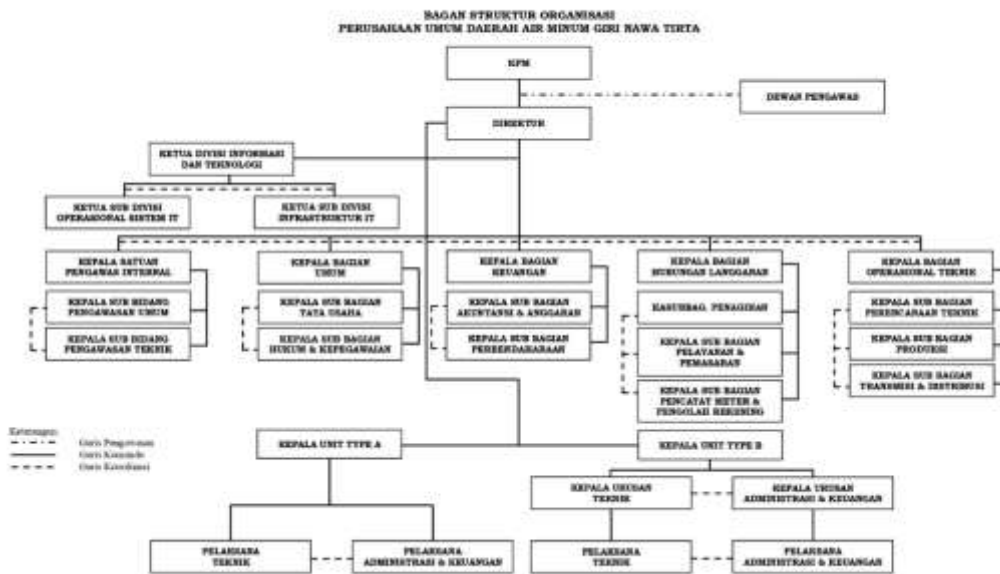 BAGAN STRUKTUR ORGANISASI
PERUSAHAAN UMUM DAERAH AIR MINUM GIRI NAWA TIRTA
KPM
DEWAN PENGAWAS
DIREKTUR
KETUA DIVISI INFORMASI
DAN TEKNOLOGI
KETUA SUB DIVISI
OPERASIONAL SISTEM IT
KETUA SUB DIVISI
INFRASTRUKTUR IT
KEPALA SATUAN
PENGAWAS INTERNAL
KEPALA BAGIAN
UMUM
KEPALA BAGIAN
KEUANGAN
KEPALA BAGIAN
HUBUNGAN LANGGANAN
KEPALA BAGIAN
OPERASIONAL TEKNIK
KEPALA SUB BIDANG
PENGAWASAN UMUM
KEPALA SUB BAGIAN
TATA USAHA
KEPALA SUB BAGIAN
AKUNTANSI & ANGGARAN
KASUBBAG. PENAGIHAN
KEPALA SUB BAGIAN
PERENCANAAN TEKNIK
KEPALA SUB BIDANG
PENGAWASAN TEKNIK
KEPALA SUB BAGIAN
HUKUM & KEPEGAWAIAN
KEPALA SUB BAGIAN
PERBENDAHARAAN
KEPALA SUB BAGIAN
PELAYANAN &
PEMASARAN
KEPALA SUB BAGIAN
PRODUKSI
KEPALA SUB BAGIAN
PENCATAT METER &
PENGOLAH REKENING
KEPALA SUB BAGIAN
TRANSMISI & DISTRIBUSI
Keterangan:
Garis Pengawasan
Garis Komando
Garis Koordinasi
KEPALA UNIT TYPE A
KEPALA UNIT TYPE B
KEPALA URUSAN
TEKNIK
KEPALA URUSAN
ADMINISTRASI & KEUANGAN
PELAKSANA
TEKNIK
PELAKSANA
ADMINISTRASI & KEUANGAN
PELAKSANA
TEKNIK
PELAKSANA
ADMINISTRASI & KEUANGAN